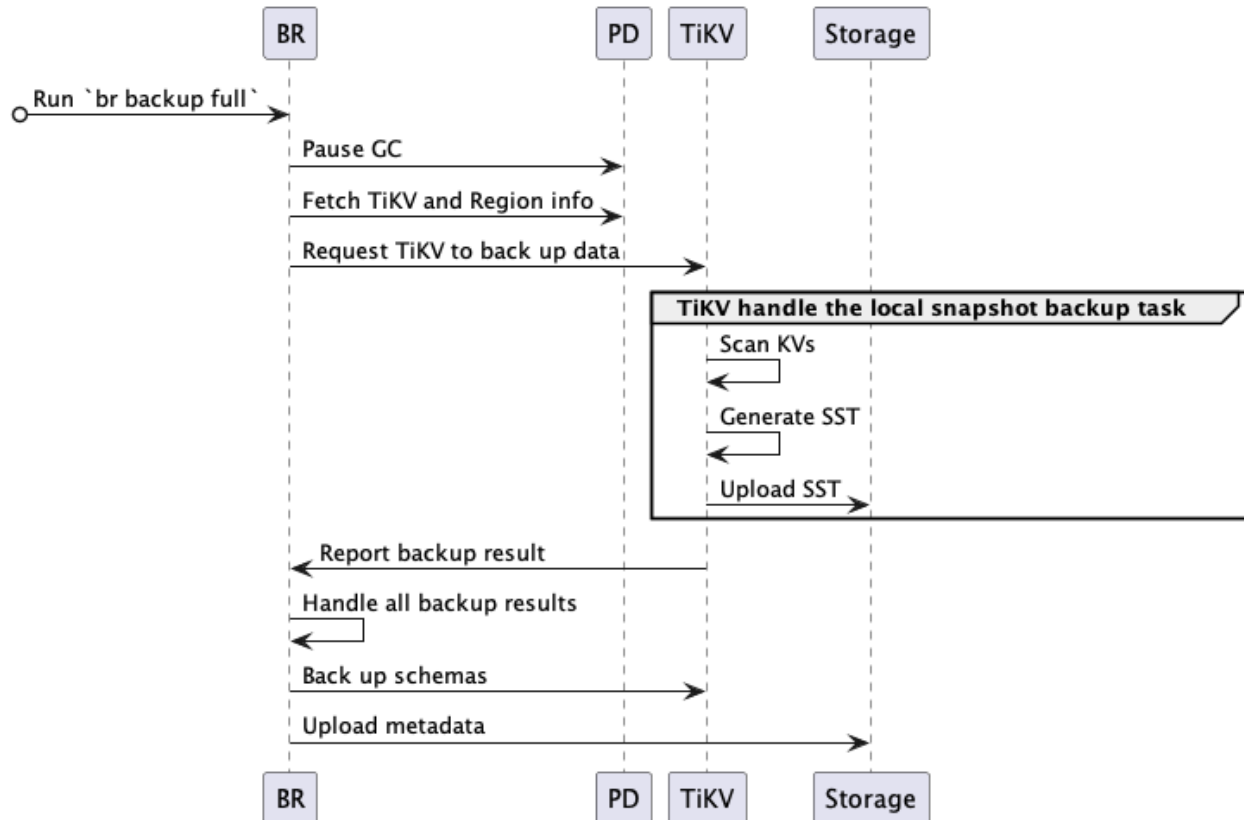 BR PD TiKV Storage
Run `br backup full`
Pause GC
Fetch TiKV and Region info
Request TiKV to back up data
TiKV handle the local snapshot backup task
Scan KVs
Generate SST
Upload SST
Report backup result
Handle all backup results
Back up schemas
Upload metadata
BR PD TiKV Storage